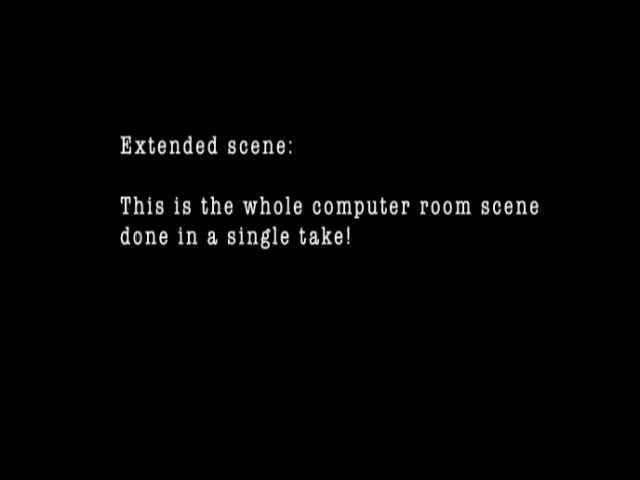 Extended scene:
This is the whole computer room scene
done in a single take!